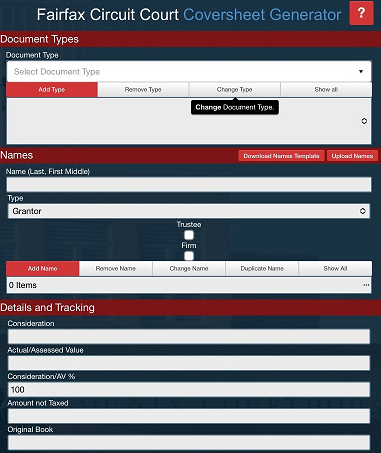 Fairfax Circuit Court Coversheet Generator ?
Document Types
Document Type
Select Document Type
Add Type Remove Type Change Type Show all
Change Document Type.
Names Download Names Template Upload Names
Name (Last, First Middle)
Type
Grantor
Trustee
Firm
Add Name Remove Name Change Name Duplicate Name Show All
0 Items ...
Details and Tracking
Consideration
Actual/Assessed Value
Consideration/AV %
100
Amount not Taxed
Original Book